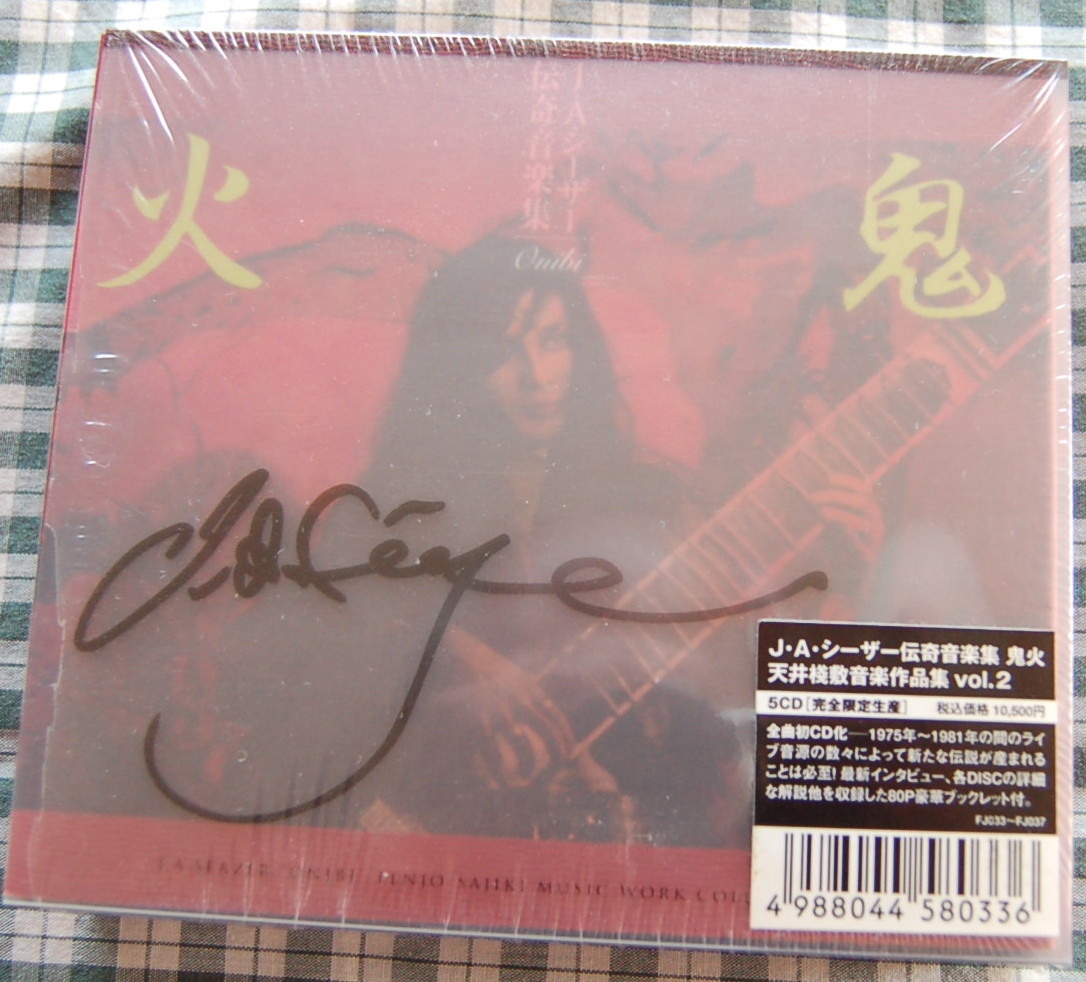 鬼火
J・A・シーザー
伝奇音楽集
Onibi
J.A.Seazer
J・A・シーザー伝奇音楽集 鬼火
天井棧敷音楽作品集 vol.2
5CD[完全限定生産] 税込価格 10,500円
全曲初CD化─1975年〜1981年の間のライ
ブ音源の数々によって新たな伝説が産まれる
ことは必至!最新インタビュー、各DISCの詳細
な解説他を収録した80P豪華ブックレット付。
FJ033〜FJ037
J.A.SEAZER ONIBI TENJO SAJIKI MUSIC WORK
4 988044 580336